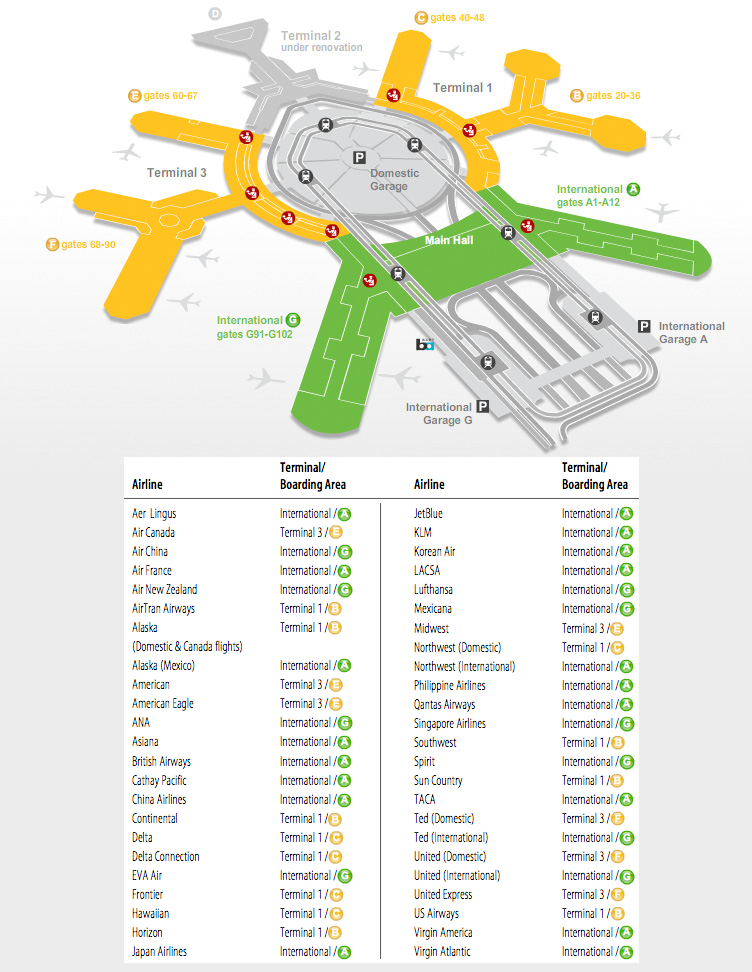 D
C gates 40-48
Terminal 2
under renovation
Terminal 1
E gates 60-67
B gates 20-36
P
Domestic
Garage
Terminal 3
International A
gates A1-A12
F gates 68-90
Main Hall
International G
gates G91-G102
P International
Garage A
International P
Garage G
Airline Terminal/ Boarding Area
Aer Lingus International / A
Air Canada Terminal 3 / E
Air China International / G
Air France International / A
Air New Zealand International / G
AirTran Airways Terminal 1 / B
Alaska Terminal 1 / B
(Domestic & Canada flights)
Alaska (Mexico) International / A
American Terminal 3 / E
American Eagle Terminal 3 / E
ANA International / G
Asiana International / A
British Airways International / A
Cathay Pacific International / A
China Airlines International / A
Continental Terminal 1 / B
Delta Terminal 1 / C
Delta Connection Terminal 1 / C
EVA Air International / G
Frontier Terminal 1 / C
Hawaiian Terminal 1 / C
Horizon Terminal 1 / B
Japan Airlines International / A
Airline Terminal/ Boarding Area
JetBlue International / A
KLM International / A
Korean Air International / A
LACSA International / A
Lufthansa International / G
Mexicana International / G
Midwest Terminal 3 / E
Northwest (Domestic) Terminal 1 / C
Northwest (International) International / A
Philippine Airlines International / A
Qantas Airways International / A
Singapore Airlines International / G
Southwest Terminal 1 / B
Spirit International / G
Sun Country Terminal 1 / B
TACA International / A
Ted (Domestic) Terminal 3 / F
Ted (International) International / G
United (Domestic) Terminal 3 / F
United (International) International / G
United Express Terminal 3 / F
US Airways Terminal 1 / B
Virgin America International / A
Virgin Atlantic International / A